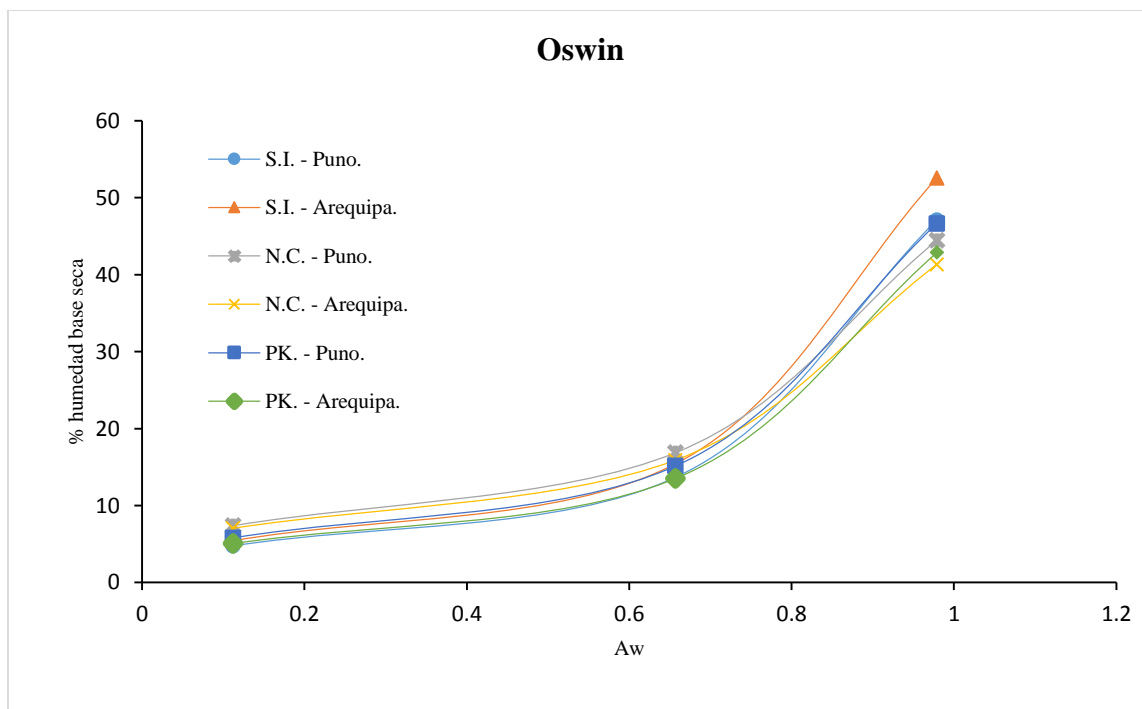 Oswin
60
50
40
30
20
10
0
% humedad base seca
S.I. - Puno.
S.I. - Arequipa.
N.C. - Puno.
N.C. - Arequipa.
PK. - Puno.
PK. - Arequipa.
0 0.2 0.4 0.6 0.8 1 1.2
Aw